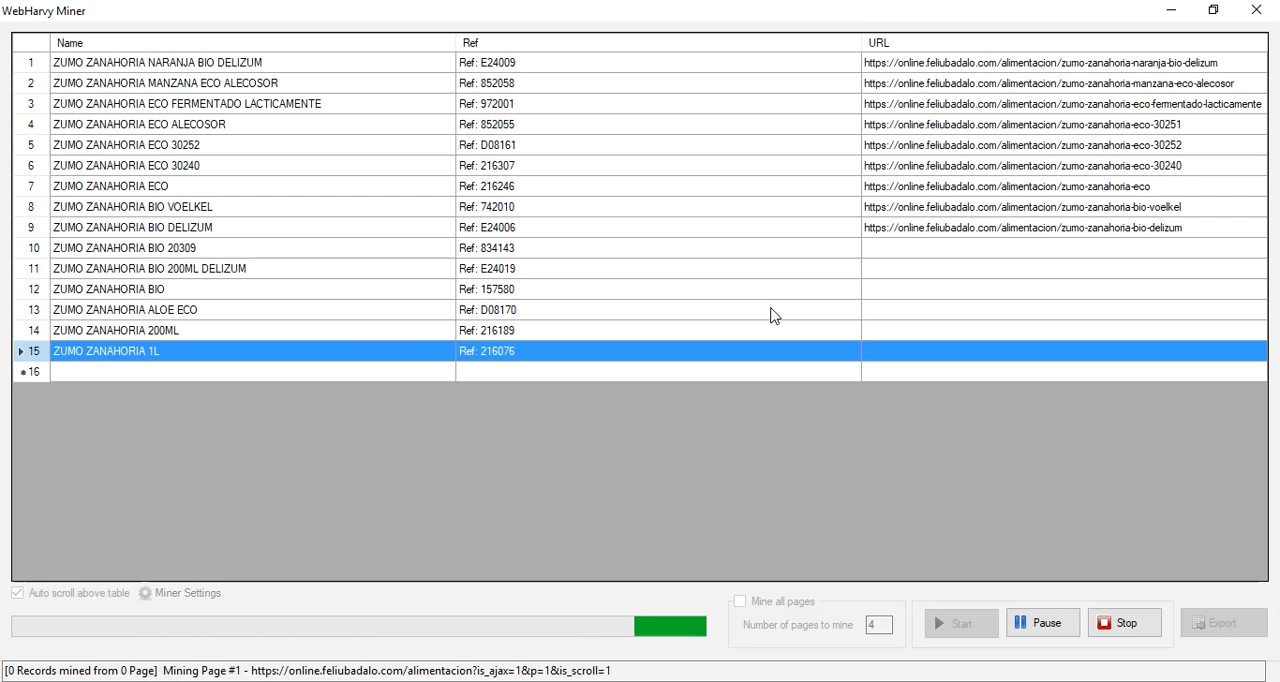 WebHarvy Miner
Name Ref URL
1 ZUMO ZANAHORIA NARANJA BIO DELIZUM Ref: E24009 https://online.feliubadalo.com/alimentacion/zumo-zanahoria-naranja-bio-delizum
2 ZUMO ZANAHORIA MANZANA ECO ALECOSOR Ref: 852058 https://online.feliubadalo.com/alimentacion/zumo-zanahoria-manzana-eco-alecosor
3 ZUMO ZANAHORIA ECO FERMENTADO LACTICAMENTE Ref: 972001 https://online.feliubadalo.com/alimentacion/zumo-zanahoria-eco-fermentado-lacticamente
4 ZUMO ZANAHORIA ECO ALECOSOR Ref: 852055 https://online.feliubadalo.com/alimentacion/zumo-zanahoria-eco-30251
5 ZUMO ZANAHORIA ECO 30252 Ref: D08161 https://online.feliubadalo.com/alimentacion/zumo-zanahoria-eco-30252
6 ZUMO ZANAHORIA ECO 30240 Ref: 216307 https://online.feliubadalo.com/alimentacion/zumo-zanahoria-eco-30240
7 ZUMO ZANAHORIA ECO Ref: 216246 https://online.feliubadalo.com/alimentacion/zumo-zanahoria-eco
8 ZUMO ZANAHORIA BIO VOELKEL Ref: 742010 https://online.feliubadalo.com/alimentacion/zumo-zanahoria-bio-voelkel
9 ZUMO ZANAHORIA BIO DELIZUM Ref: E24006 https://online.feliubadalo.com/alimentacion/zumo-zanahoria-bio-delizum
10 ZUMO ZANAHORIA BIO 20309 Ref: 834143
11 ZUMO ZANAHORIA BIO 200ML DELIZUM Ref: E24019
12 ZUMO ZANAHORIA BIO Ref: 157580
13 ZUMO ZANAHORIA ALOE ECO Ref: D08170
14 ZUMO ZANAHORIA 200ML Ref: 216189
15 ZUMO ZANAHORIA 1L Ref: 216076
16
Auto scroll above table Miner Settings
Mine all pages
Number of pages to mine 4
Start Pause Stop Export
[0 Records mined from 0 Page] Mining Page #1 - https://online.feliubadalo.com/alimentacion?is_ajax=1&p=1&is_scroll=1